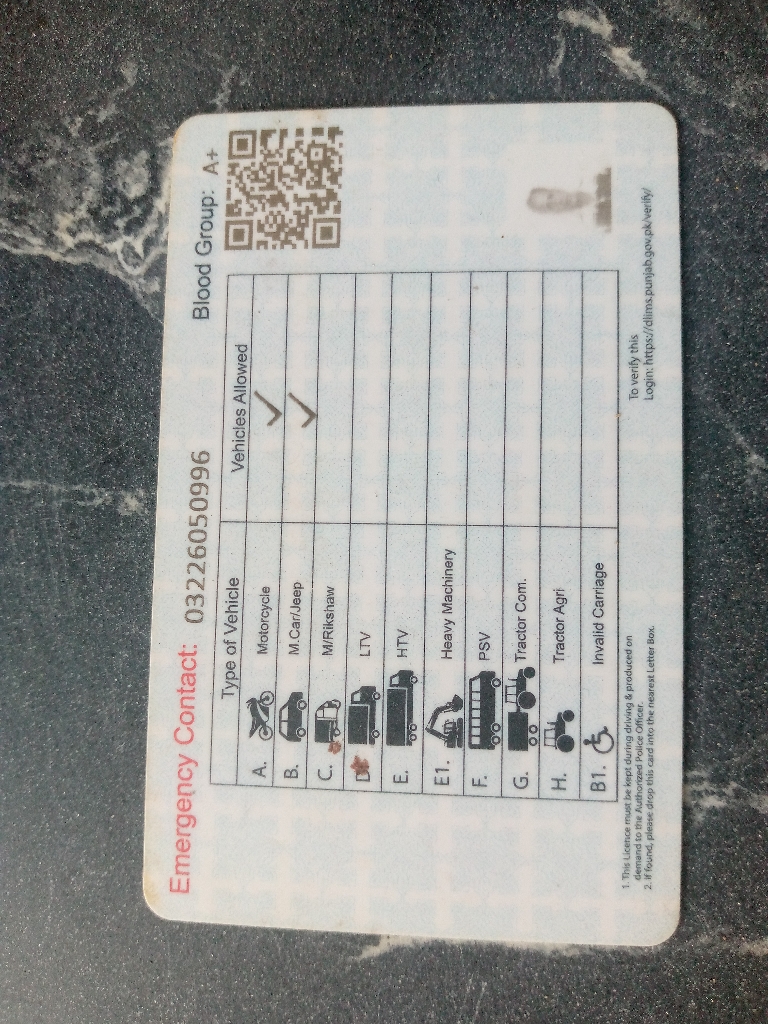 Emergency Contact: 03226050996 Blood Group: A+
Type of Vehicle Vehicles Allowed
A. Motorcycle ✓
B. M.Car/Jeep ✓
C. M/Rikshaw
D. LTV
E. HTV
E1. Heavy Machinery
F. PSV
G. Tractor Com.
H. Tractor Agri
B1. Invalid Carriage
1. This Licence must be kept during driving & produced on
demand to the Authorized Police Officer.
2. If found, please drop this card into the nearest Letter Box.
To verify this
Login: https://dlims.punjab.gov.pk/verify/